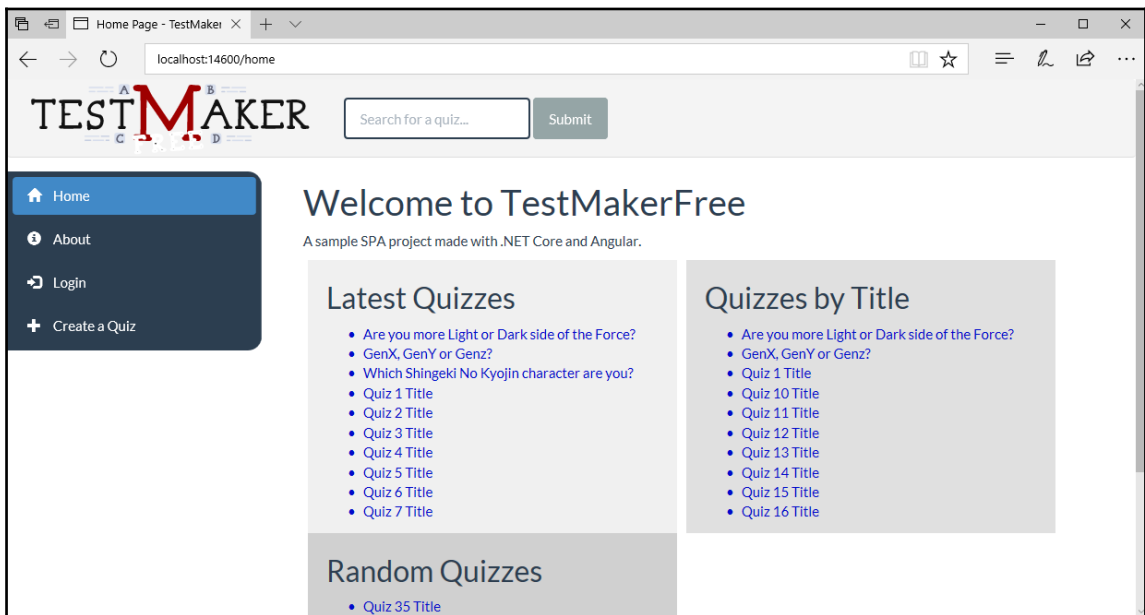 Home Page - TestMaker
localhost:14600/home
A B
TESTMAKER
C D
FREE
Search for a quiz...
Submit
Home
About
Login
Create a Quiz
Welcome to TestMakerFree
A sample SPA project made with .NET Core and Angular.
Latest Quizzes
• Are you more Light or Dark side of the Force?
• GenX, GenY or Genz?
• Which Shingeki No Kyojin character are you?
• Quiz 1 Title
• Quiz 2 Title
• Quiz 3 Title
• Quiz 4 Title
• Quiz 5 Title
• Quiz 6 Title
• Quiz 7 Title
Quizzes by Title
• Are you more Light or Dark side of the Force?
• GenX, GenY or Genz?
• Quiz 1 Title
• Quiz 10 Title
• Quiz 11 Title
• Quiz 12 Title
• Quiz 13 Title
• Quiz 14 Title
• Quiz 15 Title
• Quiz 16 Title
Random Quizzes
• Quiz 35 Title